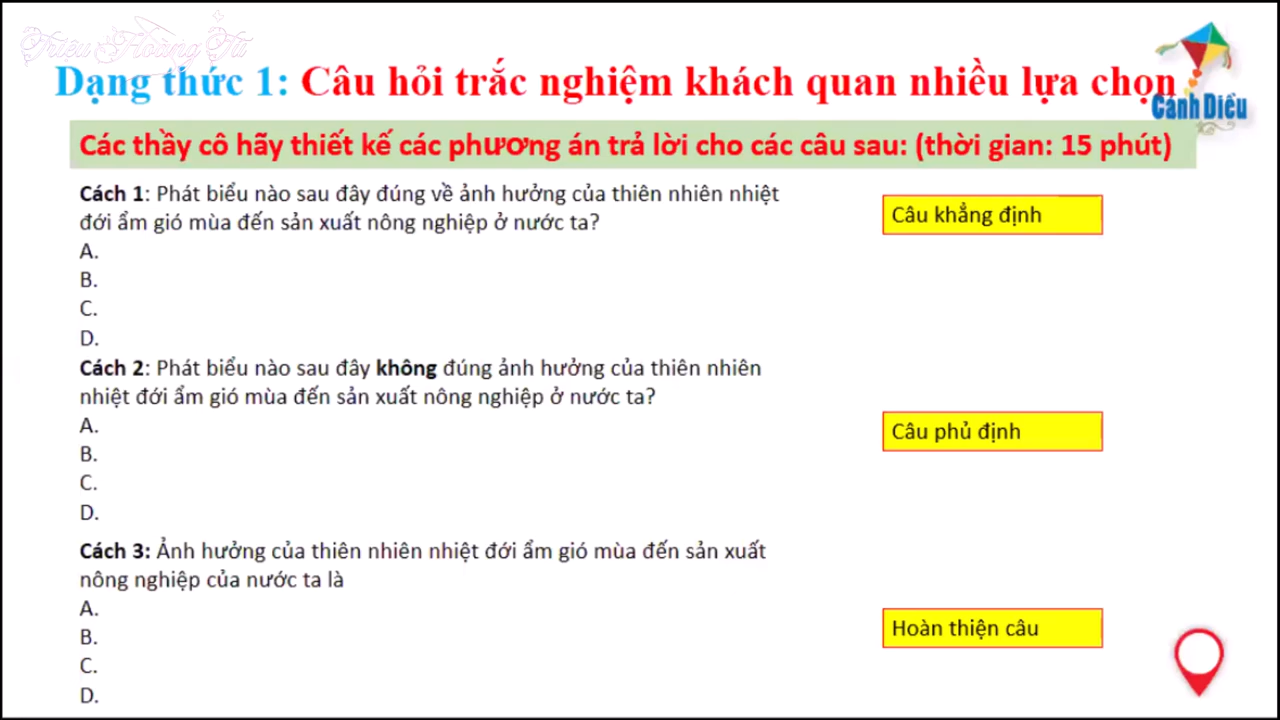 Triệu Hoàng Tú
Dạng thức 1: Câu hỏi trắc nghiệm khách quan nhiều lựa chọn
Cánh Diều
Các thầy cô hãy thiết kế các phương án trả lời cho các câu sau: (thời gian: 15 phút)
Cách 1: Phát biểu nào sau đây đúng về ảnh hưởng của thiên nhiên nhiệt
đới ẩm gió mùa đến sản xuất nông nghiệp ở nước ta?
Câu khẳng định
A.
B.
C.
D.
Cách 2: Phát biểu nào sau đây không đúng ảnh hưởng của thiên nhiên
nhiệt đới ẩm gió mùa đến sản xuất nông nghiệp ở nước ta?
Câu phủ định
A.
B.
C.
D.
Cách 3: Ảnh hưởng của thiên nhiên nhiệt đới ẩm gió mùa đến sản xuất
nông nghiệp của nước ta là
Hoàn thiện câu
A.
B.
C.
D.